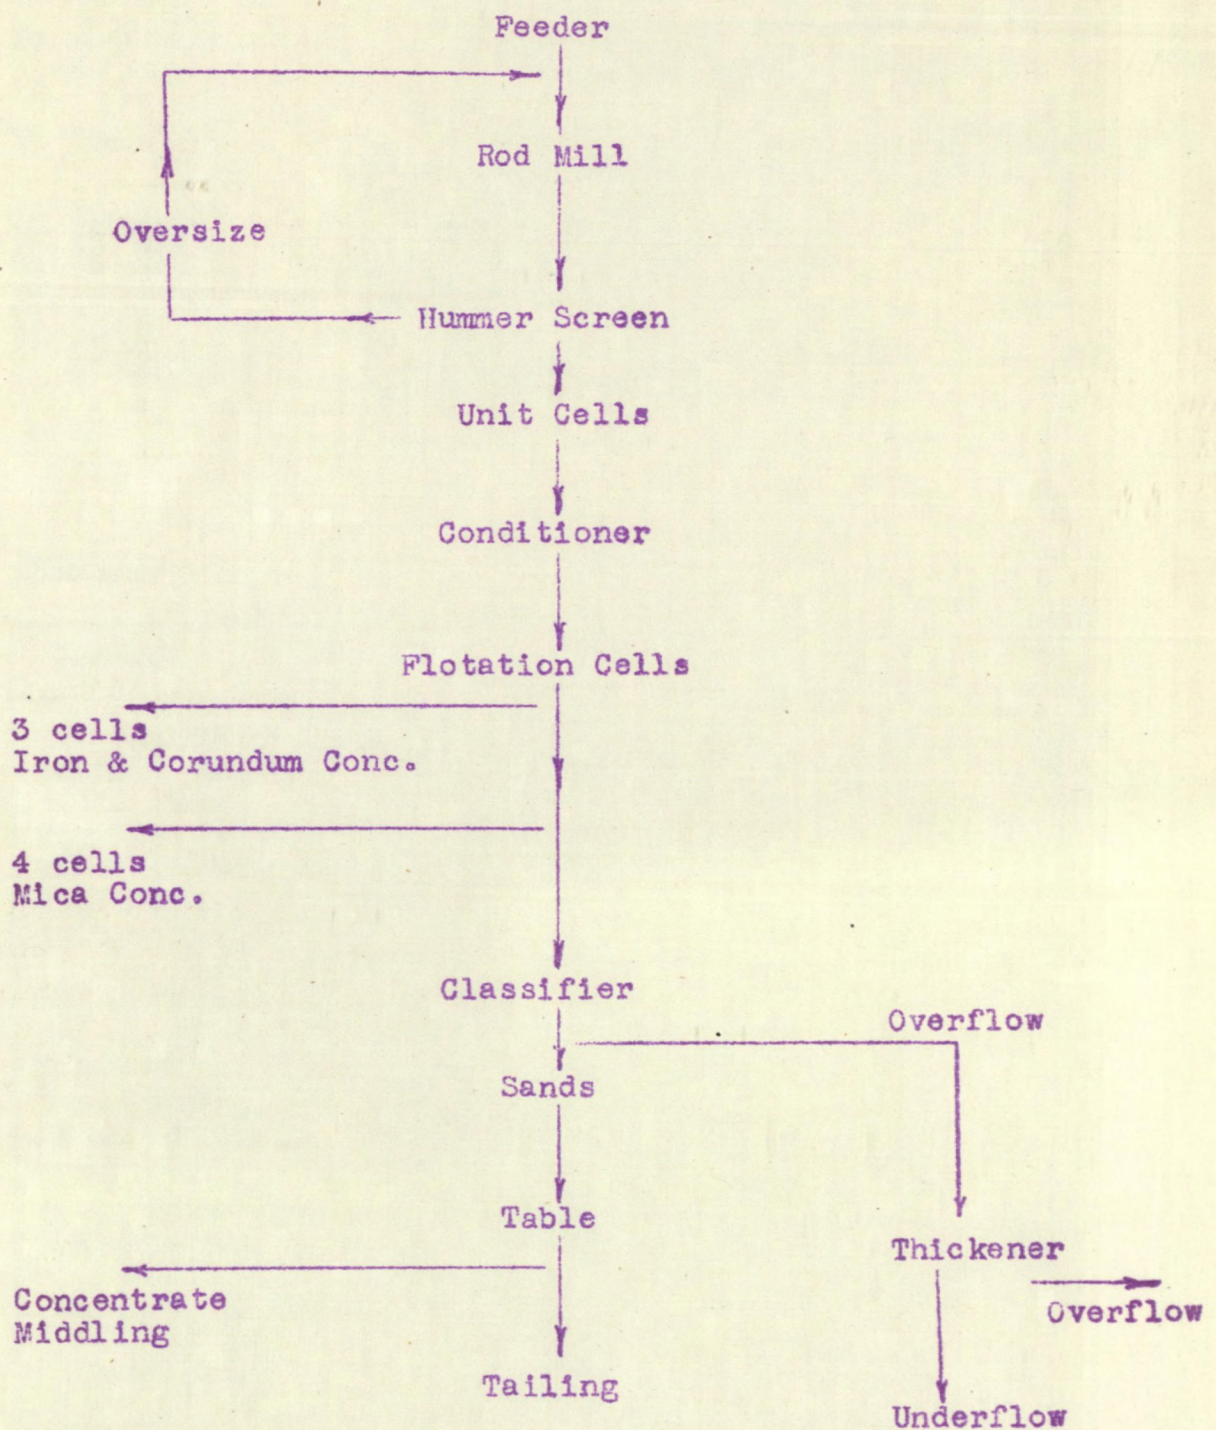 Feeder
Rod Mill
Oversize
Hummer Screen
Unit Cells
Conditioner
Flotation Cells
3 cells
Iron & Corundum Conc.
4 cells
Mica Conc.
Classifier
Overflow
Sands
Table
Thickener
Concentrate
Middling
Overflow
Tailing
Underflow